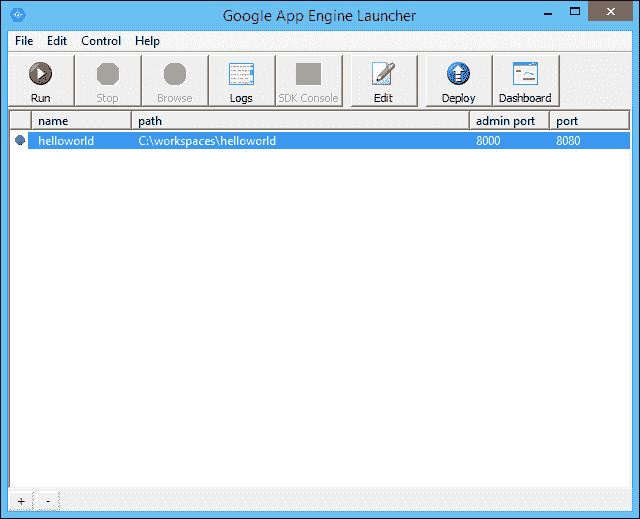 Google App Engine Launcher
File Edit Control Help
Run Stop Browse Logs SDK Console Edit Deploy Dashboard
name path admin port port
helloworld C:\workspaces\helloworld 8000 8080
+ -